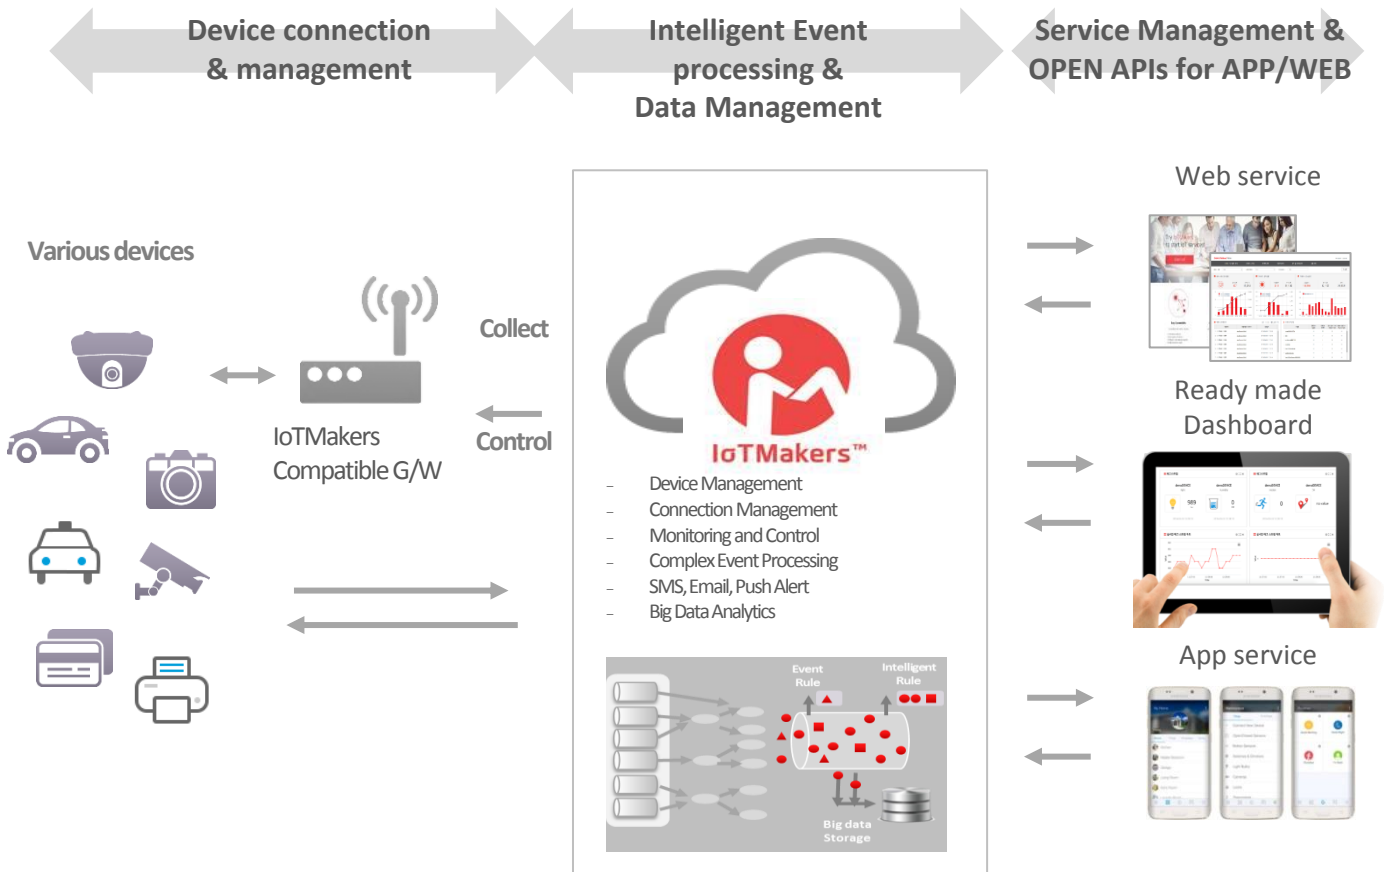 Device connection
& management
Intelligent Event
processing &
Data Management
Service Management &
OPEN APIs for APP/WEB
Various devices
Collect
Control
IoTMakers
Compatible G/W
IoTMakers™
– Device Management
– Connection Management
– Monitoring and Control
– Complex Event Processing
– SMS, Email, Push Alert
– Big Data Analytics
Event
Rule
Intelligent
Rule
Big data
Storage
Web service
Ready made
Dashboard
App service